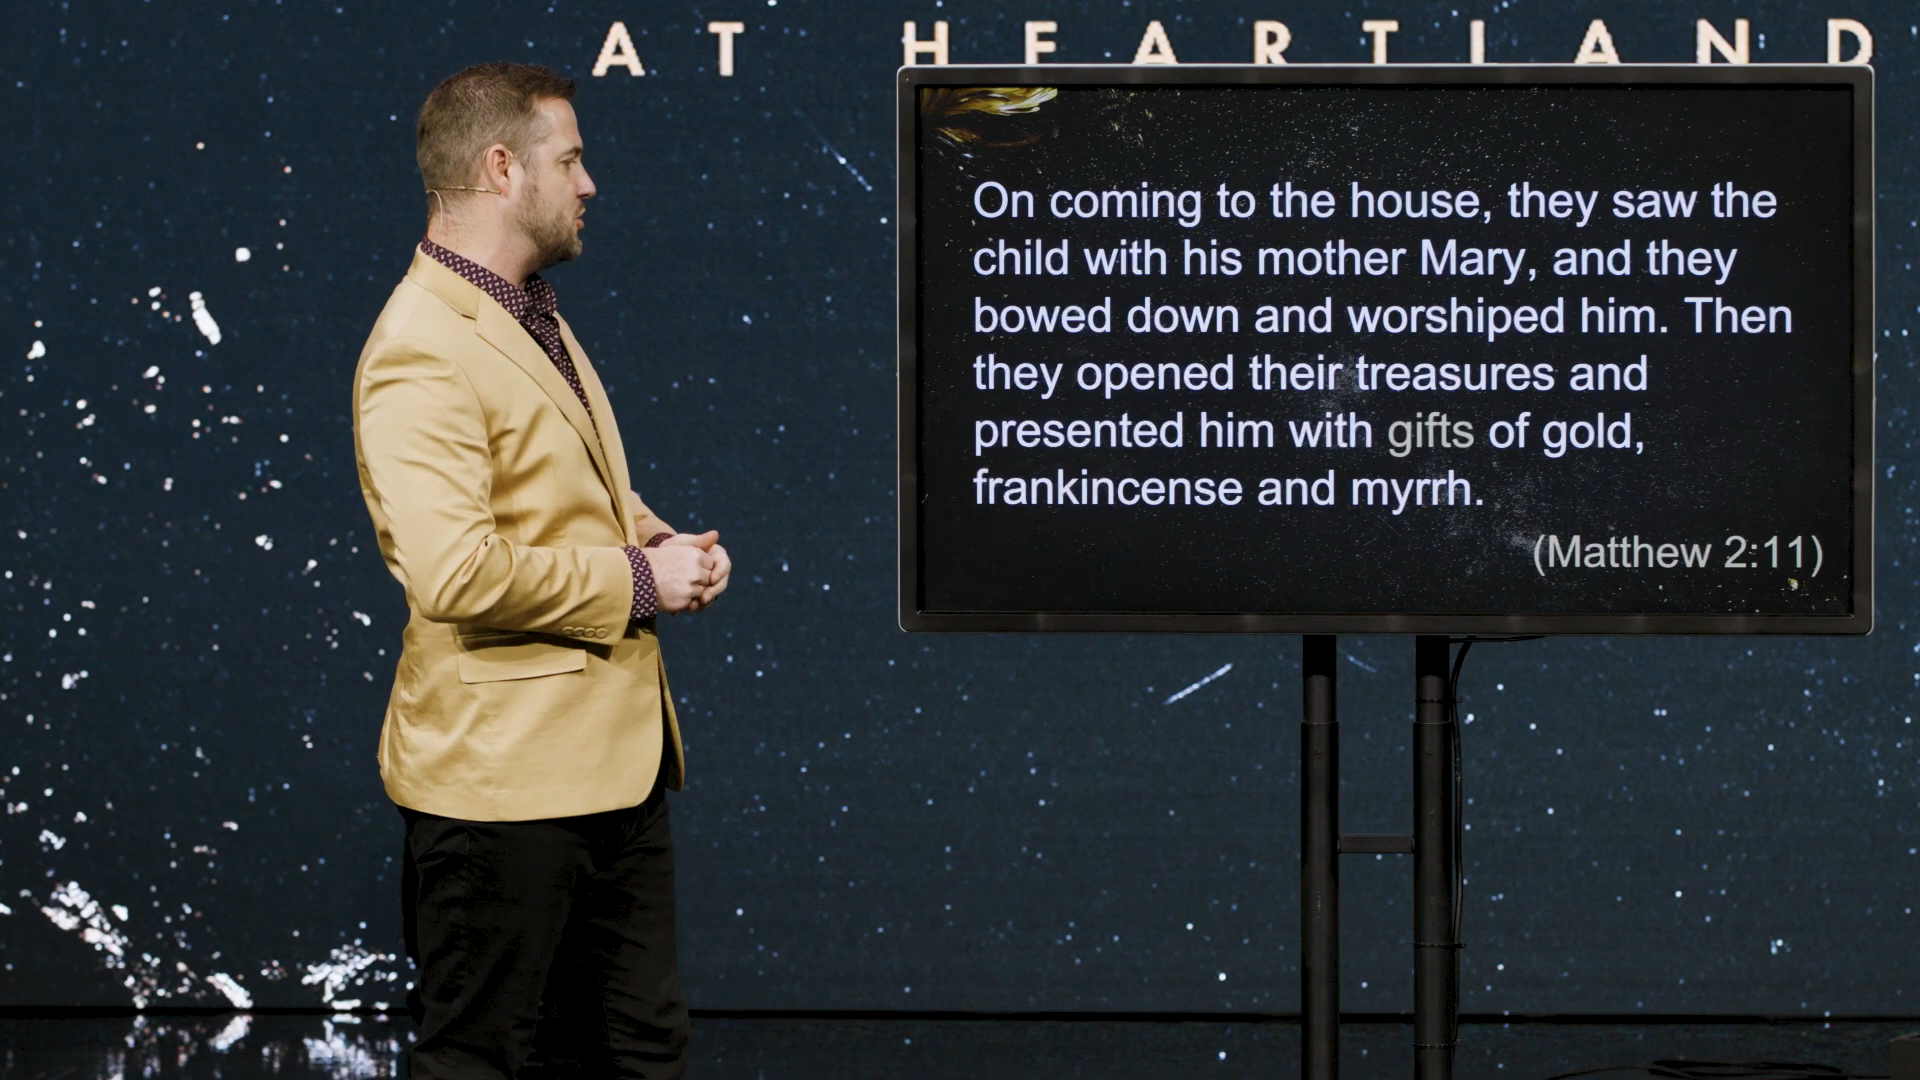 AT HEARTLAND
On coming to the house, they saw the
child with his mother Mary, and they
bowed down and worshiped him. Then
they opened their treasures and
presented him with gifts of gold,
frankincense and myrrh.
(Matthew 2:11)